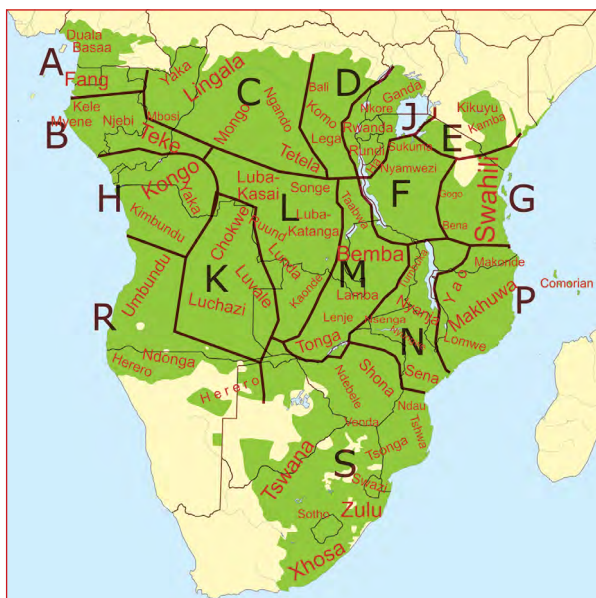 Duala
Basaa
A
Fang
Yaka
Lingala
C
D
Bali
Komo
Lega
Ngando
Mongo
Tetela
Kele
Myene
Njebi
Mbosi
B
Teke
Ganda
Nkore
J
Rwanda
Rundi
Ha
Sukuma
Nyamwezi
E
Kikuyu
Kamba
F
Gogo
Bena
Swahili
G
H
Kongo
Yaka
Kimbundu
Luba-
Kasai
Songe
L
Luba-
Katanga
Ruund
Lunda
Kaonde
Taabwa
Chokwe
K
Luvale
Luchazi
Umbundu
R
Ndonga
Herero
Herero
Bemba
M
Lamba
Lenje
Tonga
Tumbuka
Nyanja
Nsenga
N
Sena
Makonde
Yao
Makhuwa
Lomwe
P
Comorian
Shona
Ndebele
Ndau
Venda
Tshwa
Tsonga
S
Tswana
Swazi
Sotho
Zulu
Xhosa